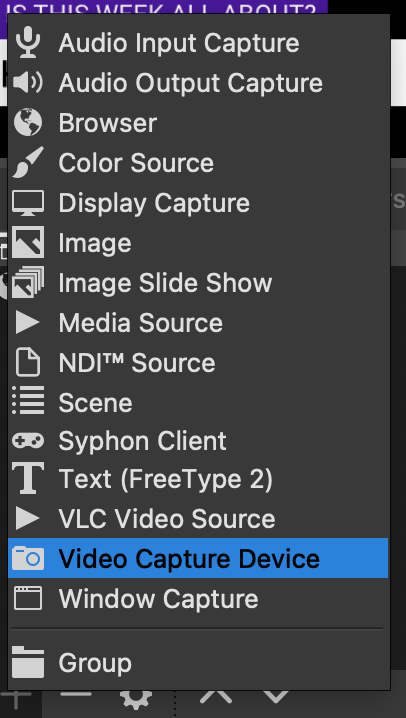 IS THIS WEEK ALL ABOUT?
Audio Input Capture
Audio Output Capture
Browser
Color Source
Display Capture
Image
Image Slide Show
Media Source
NDI™ Source
Scene
Syphon Client
Text (FreeType 2)
VLC Video Source
Video Capture Device
Window Capture
Group